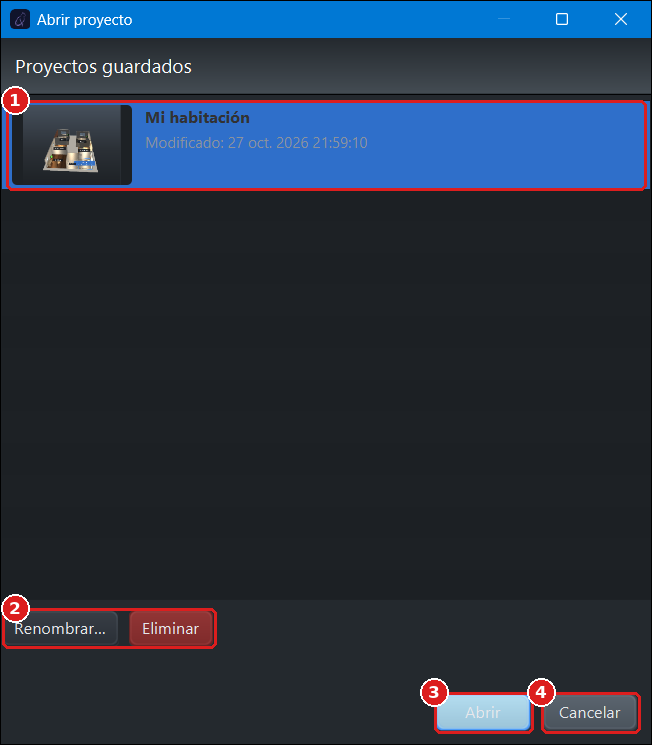 Abrir proyecto
Proyectos guardados
1
Mi habitación
Modificado: 27 oct. 2026 21:59:10
2
Renombrar... Eliminar
3 4
Abrir Cancelar